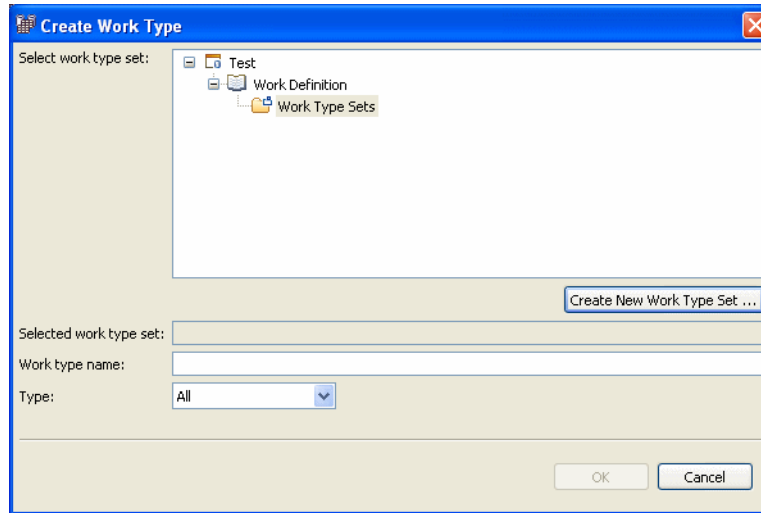 Create Work Type
Select work type set:
Test
Work Definition
Work Type Sets
Create New Work Type Set ...
Selected work type set:
Work type name:
Type:
All
OK
Cancel